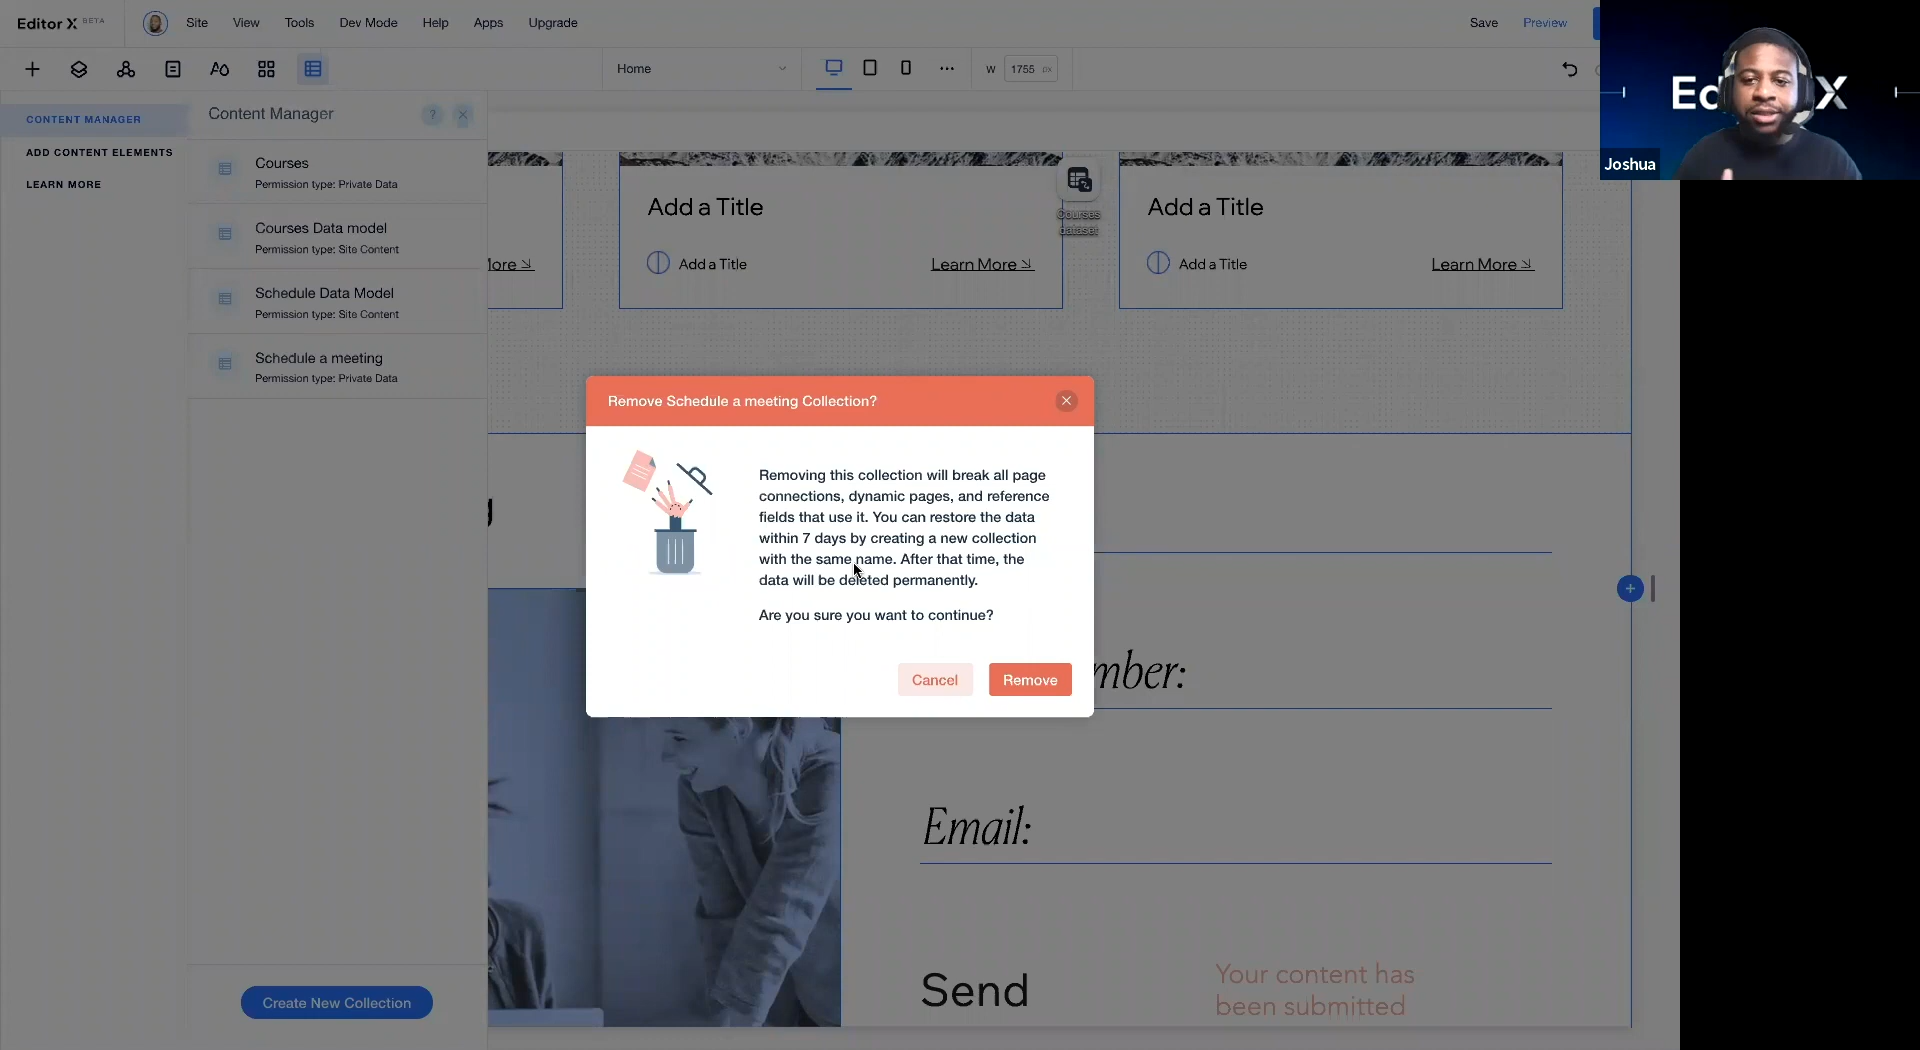 Editor X BETA
Site View Tools Dev Mode Help Apps Upgrade
Save Preview
Home
W 1755 px
CONTENT MANAGER
ADD CONTENT ELEMENTS
LEARN MORE
Content Manager
?
Courses
Permission type: Private Data
Courses Data model
Permission type: Site Content
Schedule Data Model
Permission type: Site Content
Schedule a meeting
Permission type: Private Data
Create New Collection
Add a Title
Add a Title
Learn More
Courses
dataset
Add a Title
Add a Title
Learn More
More
Remove Schedule a meeting Collection?
Removing this collection will break all page
connections, dynamic pages, and reference
fields that use it. You can restore the data
within 7 days by creating a new collection
with the same name. After that time, the
data will be deleted permanently.
Are you sure you want to continue?
Cancel Remove
g
mber:
Email:
Send
Your content has
been submitted
Ed X
Joshua